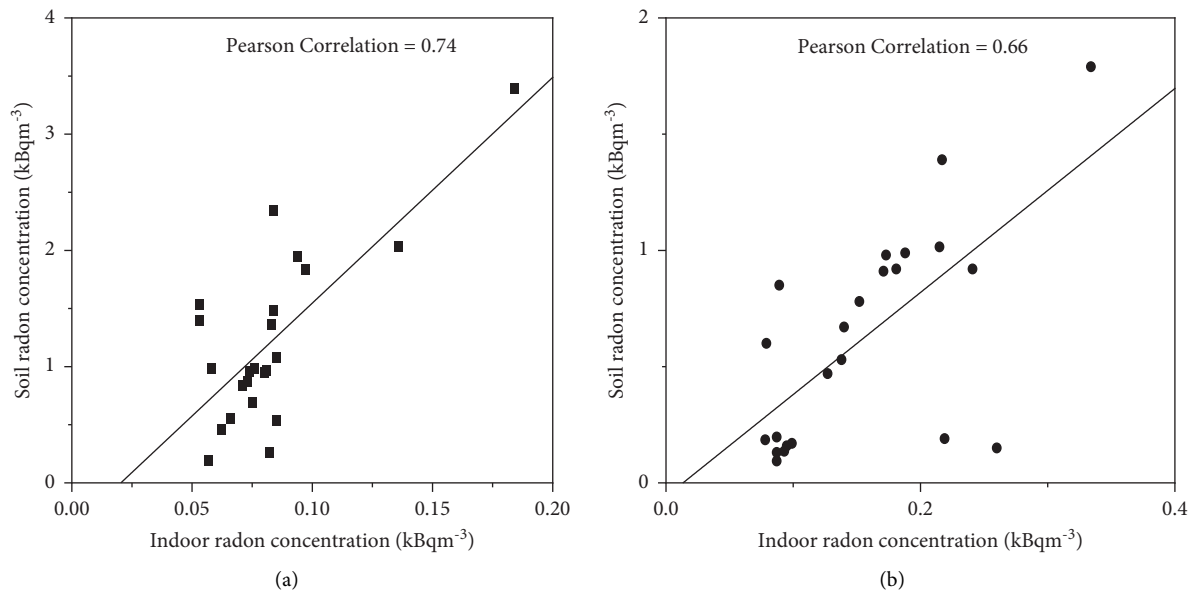 Pearson Correlation = 0.74
4
3
2
1
0
Soil radon concentration (kBqm⁻³)
0.00
0.05
0.10
0.15
0.20
Indoor radon concentration (kBqm⁻³)
(a)
Pearson Correlation = 0.66
2
1
0
Soil radon concentration (kBqm⁻³)
0.0
0.2
0.4
Indoor radon concentration (kBqm⁻³)
(b)